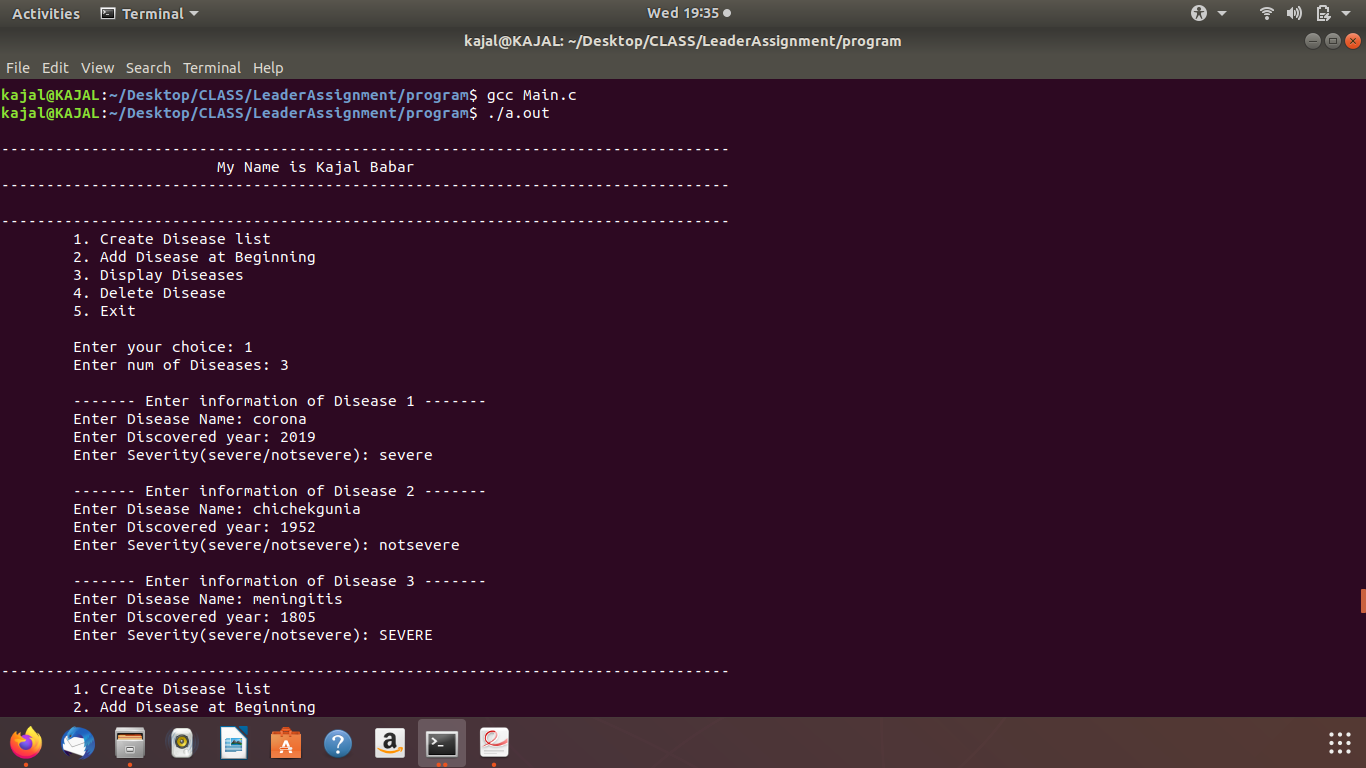 Activities Terminal Wed 19:35
kajal@KAJAL: ~/Desktop/CLASS/LeaderAssignment/program
File Edit View Search Terminal Help
kajal@KAJAL:~/Desktop/CLASS/LeaderAssignment/program$ gcc Main.c
kajal@KAJAL:~/Desktop/CLASS/LeaderAssignment/program$ ./a.out
---------------------------------------------------------------------------------
My Name is Kajal Babar
---------------------------------------------------------------------------------
---------------------------------------------------------------------------------
1. Create Disease list
2. Add Disease at Beginning
3. Display Diseases
4. Delete Disease
5. Exit
Enter your choice: 1
Enter num of Diseases: 3
------- Enter information of Disease 1 -------
Enter Disease Name: corona
Enter Discovered year: 2019
Enter Severity(severe/notsevere): severe
------- Enter information of Disease 2 -------
Enter Disease Name: chichekgunia
Enter Discovered year: 1952
Enter Severity(severe/notsevere): notsevere
------- Enter information of Disease 3 -------
Enter Disease Name: meningitis
Enter Discovered year: 1805
Enter Severity(severe/notsevere): SEVERE
---------------------------------------------------------------------------------
1. Create Disease list
2. Add Disease at Beginning